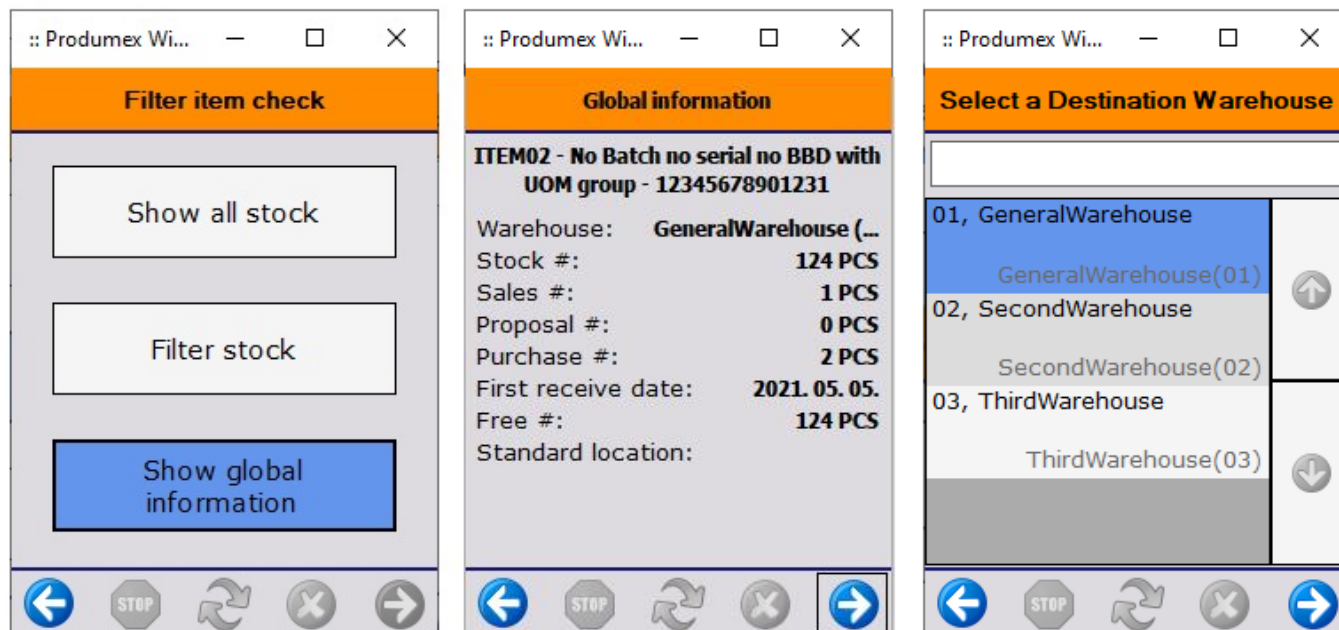 :: Produmex Wi...
Filter item check
Show all stock
Filter stock
Show global
information
STOP
:: Produmex Wi...
Global information
ITEM02 - No Batch no serial no BBD with
UOM group - 12345678901231
Warehouse: GeneralWarehouse (...
Stock #: 124 PCS
Sales #: 1 PCS
Proposal #: 0 PCS
Purchase #: 2 PCS
First receive date: 2021. 05. 05.
Free #: 124 PCS
Standard location:
STOP
:: Produmex Wi...
Select a Destination Warehouse
01, GeneralWarehouse
GeneralWarehouse(01)
02, SecondWarehouse
SecondWarehouse(02)
03, ThirdWarehouse
ThirdWarehouse(03)
STOP